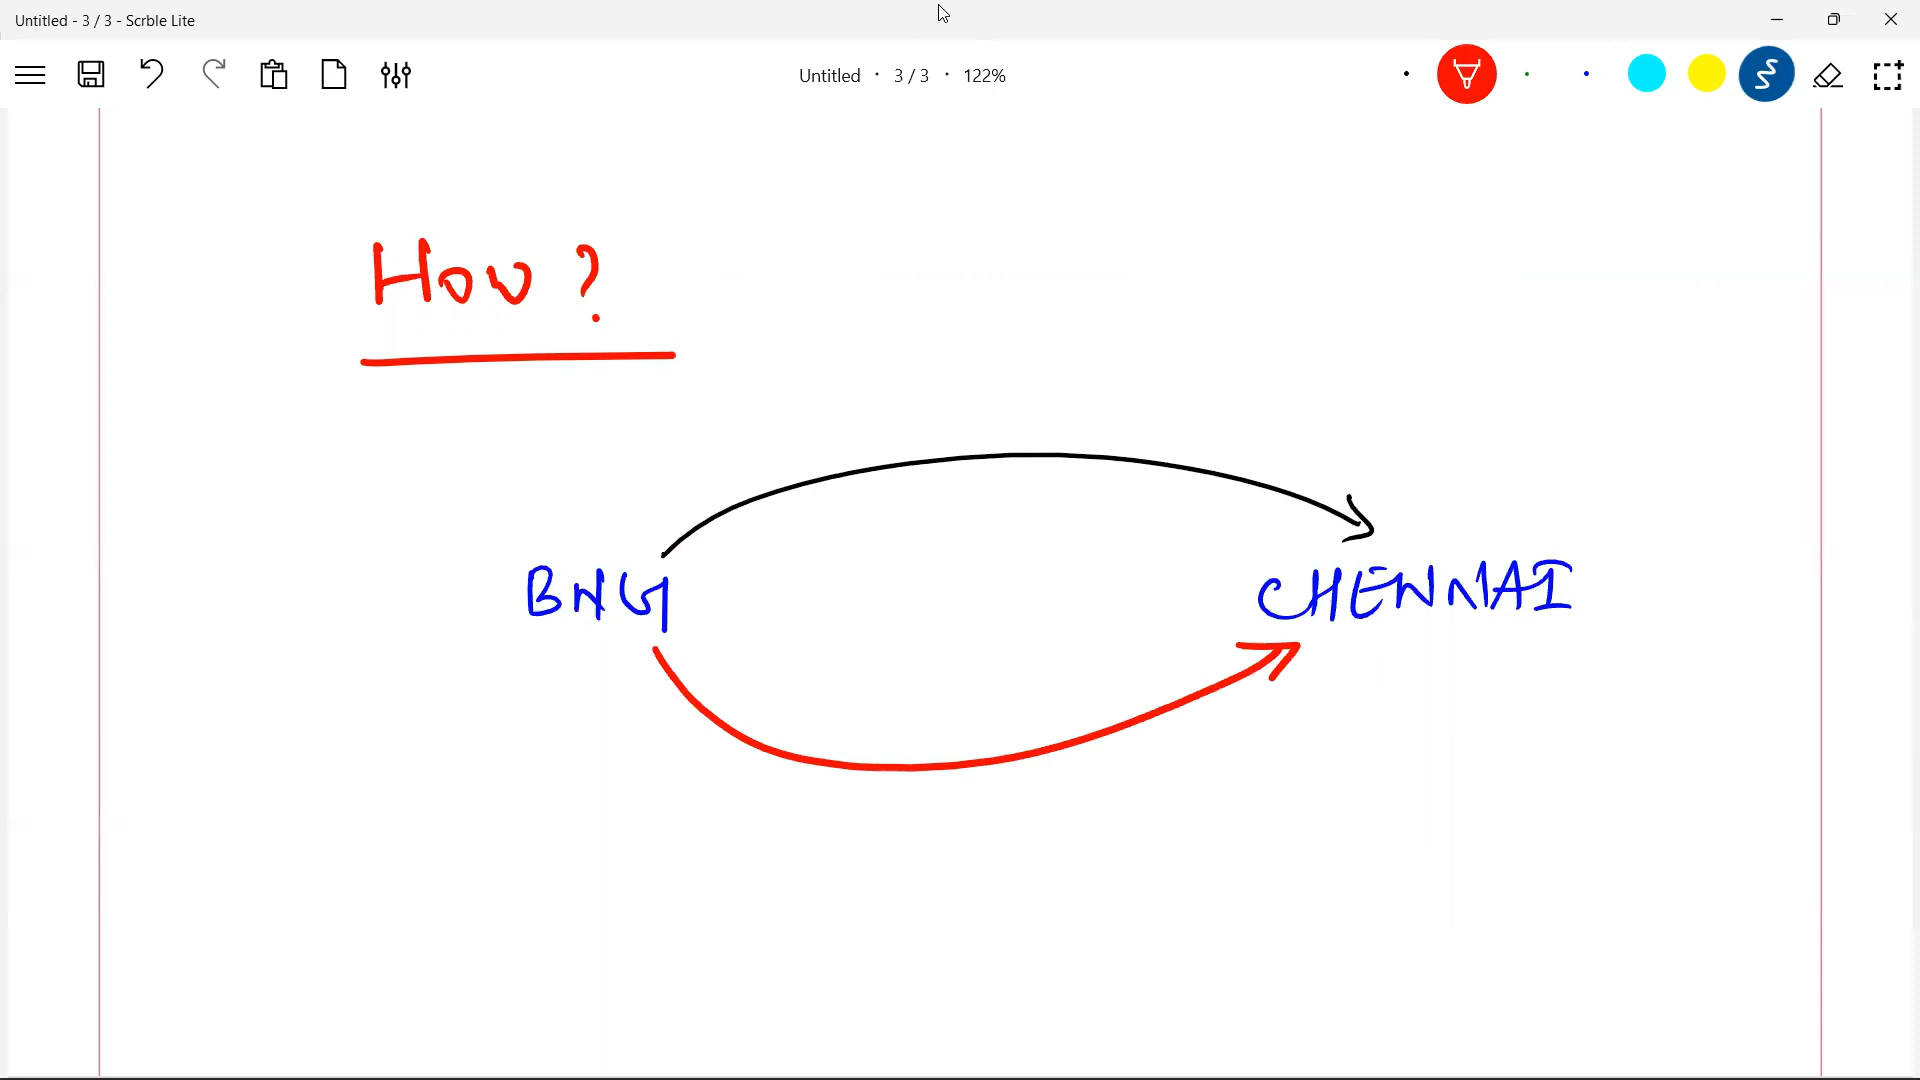 Untitled - 3 / 3 - Scrble Lite
Untitled · 3 / 3 · 122%
How ?
BNG
CHENNAI